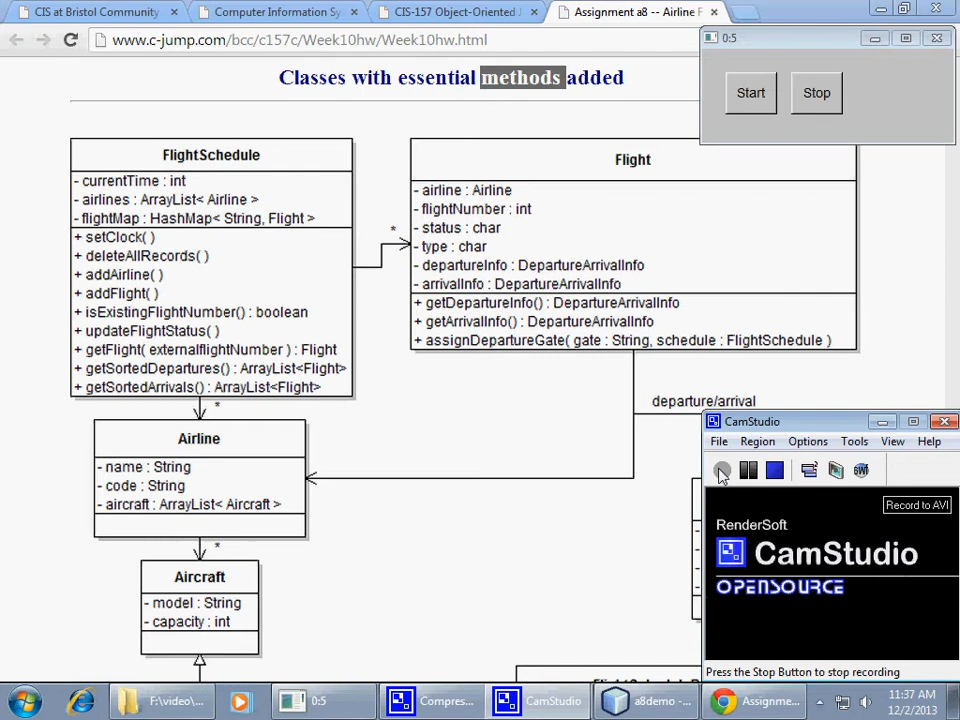 CIS at Bristol Community
Computer Information Sy
CIS-157 Object-Oriented J
Assignment a8 -- Airline F
www.c-jump.com/bcc/c157c/Week10hw/Week10hw.html
0:5
Start
Stop
Classes with essential methods added
FlightSchedule
- currentTime : int
- airlines : ArrayList< Airline >
- flightMap : HashMap< String, Flight >
+ setClock( )
+ deleteAllRecords( )
+ addAirline( )
+ addFlight( )
+ isExistingFlightNumber() : boolean
+ updateFlightStatus( )
+ getFlight( externalflightNumber ) : Flight
+ getSortedDepartures() : ArrayList<Flight>
+ getSortedArrivals() : ArrayList<Flight>
*
Flight
- airline : Airline
- flightNumber : int
- status : char
- type : char
- departureInfo : DepartureArrivalInfo
- arrivalInfo : DepartureArrivalInfo
+ getDepartureInfo() : DepartureArrivalInfo
+ getArrivalInfo() : DepartureArrivalInfo
+ assignDepartureGate( gate : String, schedule : FlightSchedule )
*
departure/arrival
Airline
- name : String
- code : String
- aircraft : ArrayList< Aircraft >
*
Aircraft
- model : String
- capacity : int
CamStudio
File Region Options Tools View Help
Record to AVI
RenderSoft
CamStudio
OPENSOURCE
Press the Stop Button to stop recording
F:\video\...
0:5
Compres...
CamStudio
a8demo -...
Assignme...
11:37 AM
12/2/2013